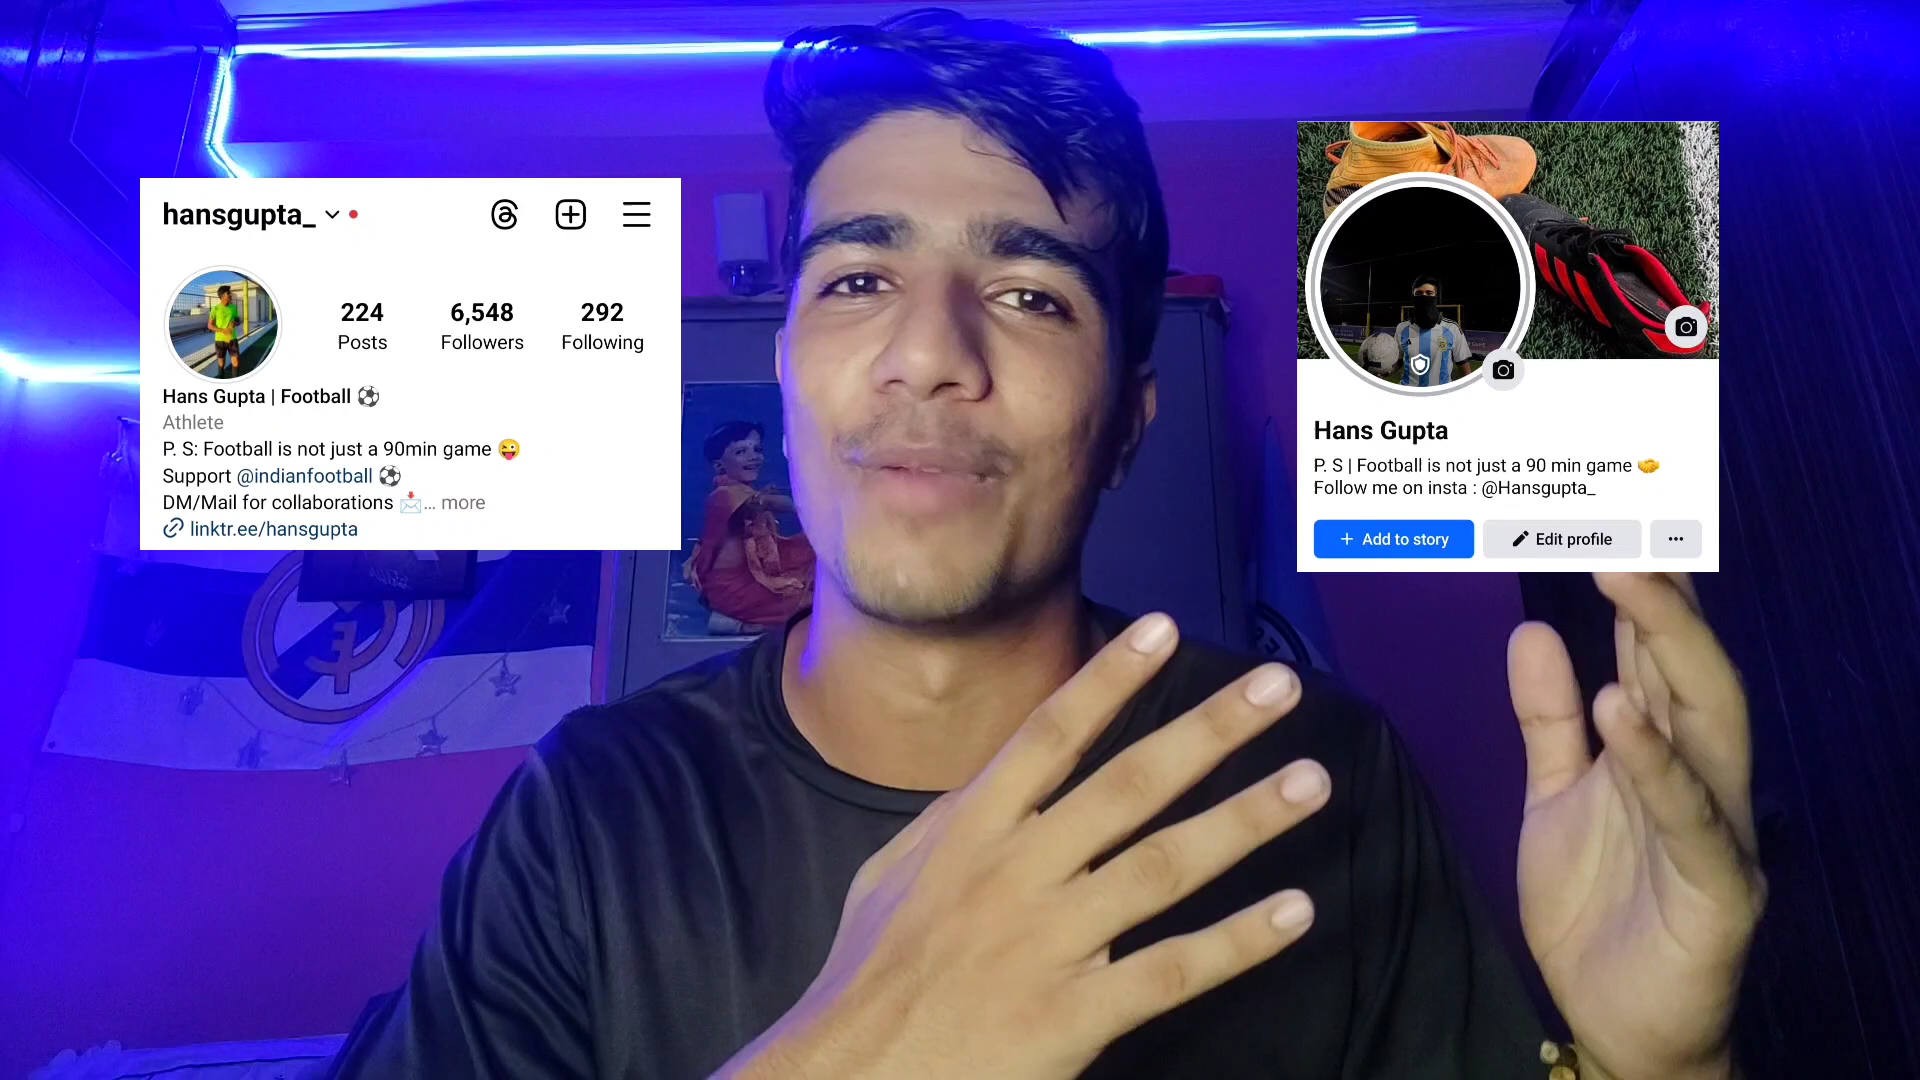 hansgupta_
224 6,548 292
Posts Followers Following
Hans Gupta | Football ⚽
Athlete
P. S: Football is not just a 90min game 😜
Support @indianfootball ⚽
DM/Mail for collaborations 📩... more
linktr.ee/hansgupta
Hans Gupta
P. S | Football is not just a 90 min game 🤝
Follow me on insta : @Hansgupta_
+ Add to story
Edit profile